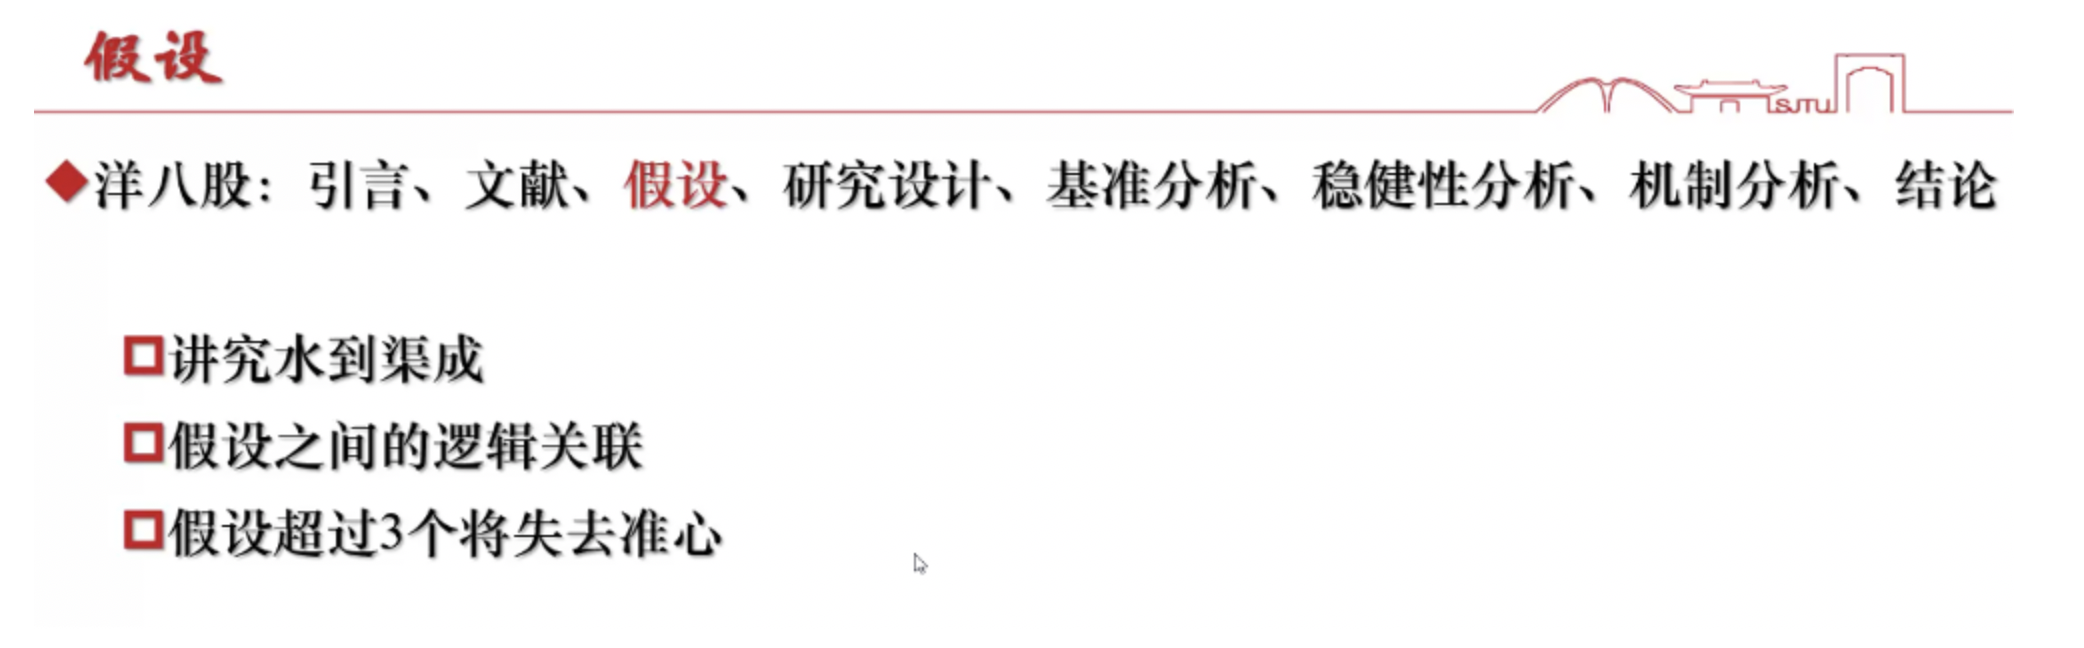 假设
SJTU
洋八股：引言、文献、假设、研究设计、基准分析、稳健性分析、机制分析、结论
讲究水到渠成
假设之间的逻辑关联
假设超过3个将失去准心